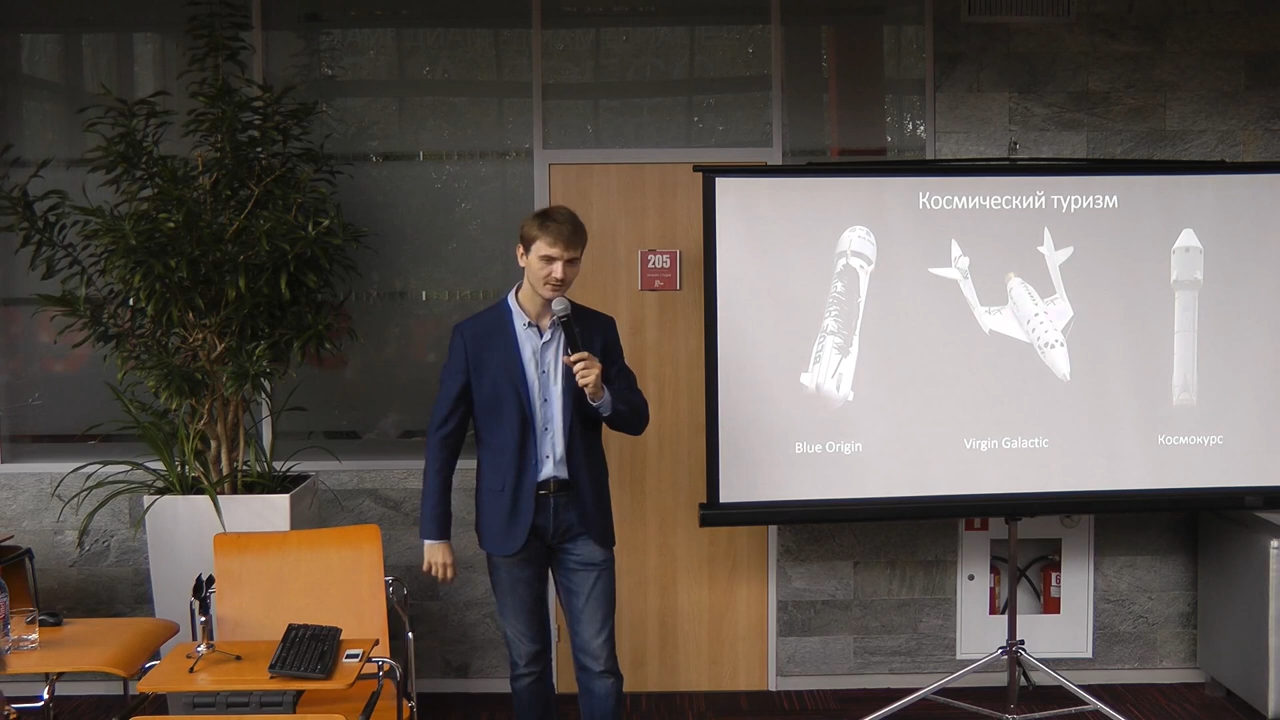 Космический туризм
205
Blue Origin
Virgin Galactic
Космокурс